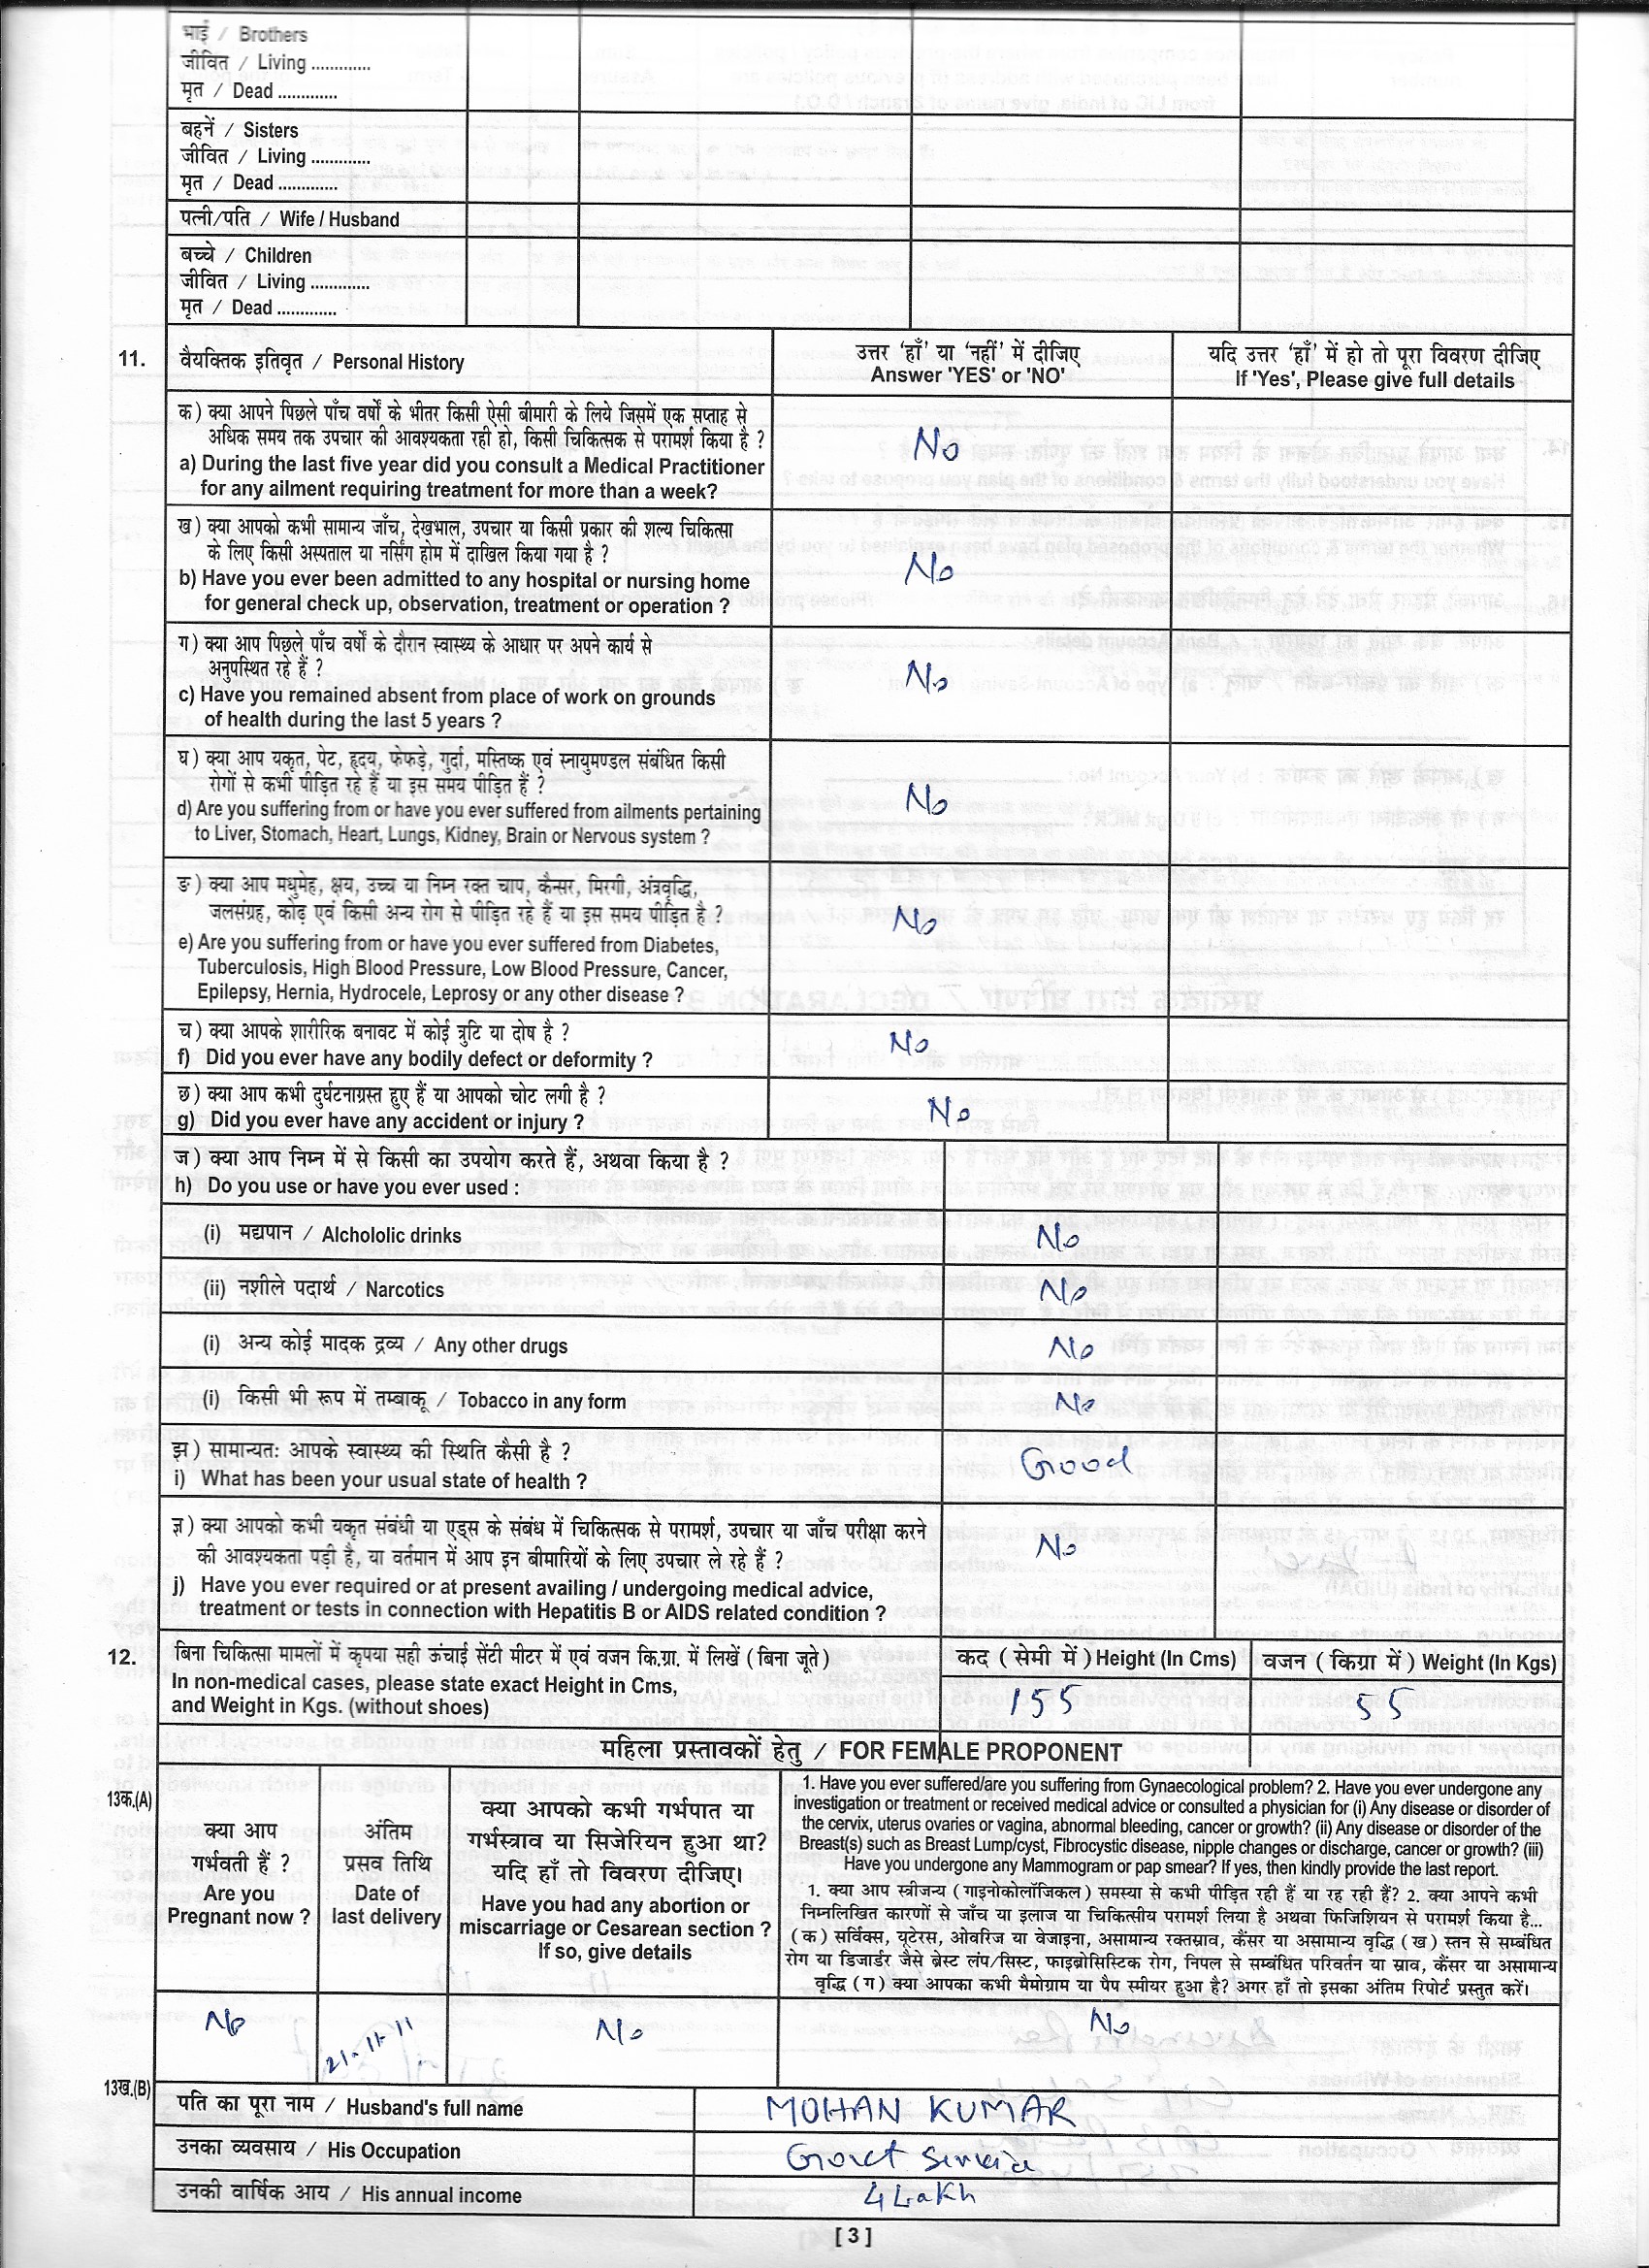 भाई / Brothers
जीवित / Living .............
मृत / Dead .............
बहनें / Sisters
जीवित / Living .............
मृत / Dead .............
पत्नी/पति / Wife / Husband
बच्चे / Children
जीवित / Living .............
मृत / Dead .............
11. वैयक्तिक इतिवृत / Personal History
उत्तर 'हाँ' या 'नहीं' में दीजिए
Answer 'YES' or 'NO'
यदि उत्तर 'हाँ' में हो तो पूरा विवरण दीजिए
If 'Yes', Please give full details
क) क्या आपने पिछले पाँच वर्षों के भीतर किसी ऐसी बीमारी के लिये जिसमें एक सप्ताह से
अधिक समय तक उपचार की आवश्यकता रही हो, किसी चिकित्सक से परामर्श किया है ?
a) During the last five year did you consult a Medical Practitioner
for any ailment requiring treatment for more than a week?
No
ख) क्या आपको कभी सामान्य जाँच, देखभाल, उपचार या किसी प्रकार की शल्य चिकित्सा
के लिए किसी अस्पताल या नर्सिंग होम में दाखिल किया गया है ?
b) Have you ever been admitted to any hospital or nursing home
for general check up, observation, treatment or operation ?
No
ग) क्या आप पिछले पाँच वर्षों के दौरान स्वास्थ्य के आधार पर अपने कार्य से
अनुपस्थित रहे हैं ?
c) Have you remained absent from place of work on grounds
of health during the last 5 years ?
No
घ) क्या आप यकृत, पेट, हृदय, फेफड़े, गुर्दा, मस्तिष्क एवं स्नायुमण्डल संबंधित किसी
रोगों से कभी पीड़ित रहे हैं या इस समय पीड़ित हैं ?
d) Are you suffering from or have you ever suffered from ailments pertaining
to Liver, Stomach, Heart, Lungs, Kidney, Brain or Nervous system ?
No
ङ) क्या आप मधुमेह, क्षय, उच्च या निम्न रक्त चाप, कैन्सर, मिरगी, अंत्रवृद्धि,
जलसंग्रह, कोढ़ एवं किसी अन्य रोग से पीड़ित रहे हैं या इस समय पीड़ित है ?
e) Are you suffering from or have you ever suffered from Diabetes,
Tuberculosis, High Blood Pressure, Low Blood Pressure, Cancer,
Epilepsy, Hernia, Hydrocele, Leprosy or any other disease ?
No
च) क्या आपके शारीरिक बनावट में कोई त्रुटि या दोष है ?
f) Did you ever have any bodily defect or deformity ?
No
छ) क्या आप कभी दुर्घटनाग्रस्त हुए हैं या आपको चोट लगी है ?
g) Did you ever have any accident or injury ?
No
ज) क्या आप निम्न में से किसी का उपयोग करते हैं, अथवा किया है ?
h) Do you use or have you ever used :
(i) मद्यपान / Alchololic drinks
No
(ii) नशीले पदार्थ / Narcotics
No
(i) अन्य कोई मादक द्रव्य / Any other drugs
No
(i) किसी भी रूप में तम्बाकू / Tobacco in any form
No
झ) सामान्यतः आपके स्वास्थ्य की स्थिति कैसी है ?
i) What has been your usual state of health ?
Good
ज्ञ) क्या आपको कभी यकृत संबंधी या एड्स के संबंध में चिकित्सक से परामर्श, उपचार या जाँच परीक्षा करने
की आवश्यकता पड़ी है, या वर्तमान में आप इन बीमारियों के लिए उपचार ले रहे हैं ?
j) Have you ever required or at present availing / undergoing medical advice,
treatment or tests in connection with Hepatitis B or AIDS related condition ?
No
12. बिना चिकित्सा मामलों में कृपया सही ऊंचाई सेंटी मीटर में एवं वजन कि.ग्रा. में लिखें (बिना जूते)
In non-medical cases, please state exact Height in Cms,
and Weight in Kgs. (without shoes)
कद (सेमी में) Height (In Cms)
155
वजन (किग्रा में) Weight (In Kgs)
55
महिला प्रस्तावकों हेतु / FOR FEMALE PROPONENT
13क.(A)
क्या आप
गर्भवती हैं ?
Are you
Pregnant now ?
अंतिम
प्रसव तिथि
Date of
last delivery
क्या आपको कभी गर्भपात या
गर्भस्त्राव या सिजेरियन हुआ था?
यदि हाँ तो विवरण दीजिए।
Have you had any abortion or
miscarriage or Cesarean section ?
If so, give details
1. Have you ever suffered/are you suffering from Gynaecological problem? 2. Have you ever undergone any
investigation or treatment or received medical advice or consulted a physician for (i) Any disease or disorder of
the cervix, uterus ovaries or vagina, abnormal bleeding, cancer or growth? (ii) Any disease or disorder of the
Breast(s) such as Breast Lump/cyst, Fibrocystic disease, nipple changes or discharge, cancer or growth? (iii)
Have you undergone any Mammogram or pap smear? If yes, then kindly provide the last report.
1. क्या आप स्त्रीजन्य (गाइनोकोलॉजिकल) समस्या से कभी पीड़ित रही हैं या रह रही हैं? 2. क्या आपने कभी
निम्नलिखित कारणों से जाँच या इलाज या चिकित्सीय परामर्श लिया है अथवा फिजिशियन से परामर्श किया है...
(क) सर्विक्स, यूटेरस, ओवरिज या वेजाइना, असामान्य रक्तस्राव, कैंसर या असामान्य वृद्धि (ख) स्तन से सम्बंधित
रोग या डिजार्डर जैसे ब्रेस्ट लंप/सिस्ट, फाइब्रोसिस्टिक रोग, निपल से सम्बंधित परिवर्तन या स्राव, कैंसर या असामान्य
वृद्धि (ग) क्या आपका कभी मैमोग्राम या पैप स्मीयर हुआ है? अगर हाँ तो इसका अंतिम रिपोर्ट प्रस्तुत करें।
No
21-11-11
No
No
13ख.(B)
पति का पूरा नाम / Husband's full name
MOHAN KUMAR
उनका व्यवसाय / His Occupation
Govt Service
उनकी वार्षिक आय / His annual income
4 Lakh
[ 3 ]